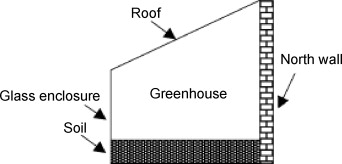 Roof
North wall
Glass enclosure
Greenhouse
Soil